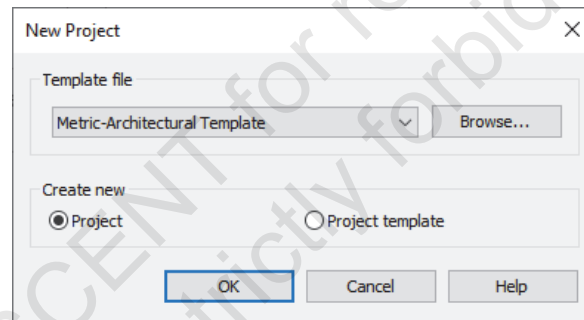 New Project
Template file
Metric-Architectural Template
Browse...
Create new
Project
Project template
OK
Cancel
Help